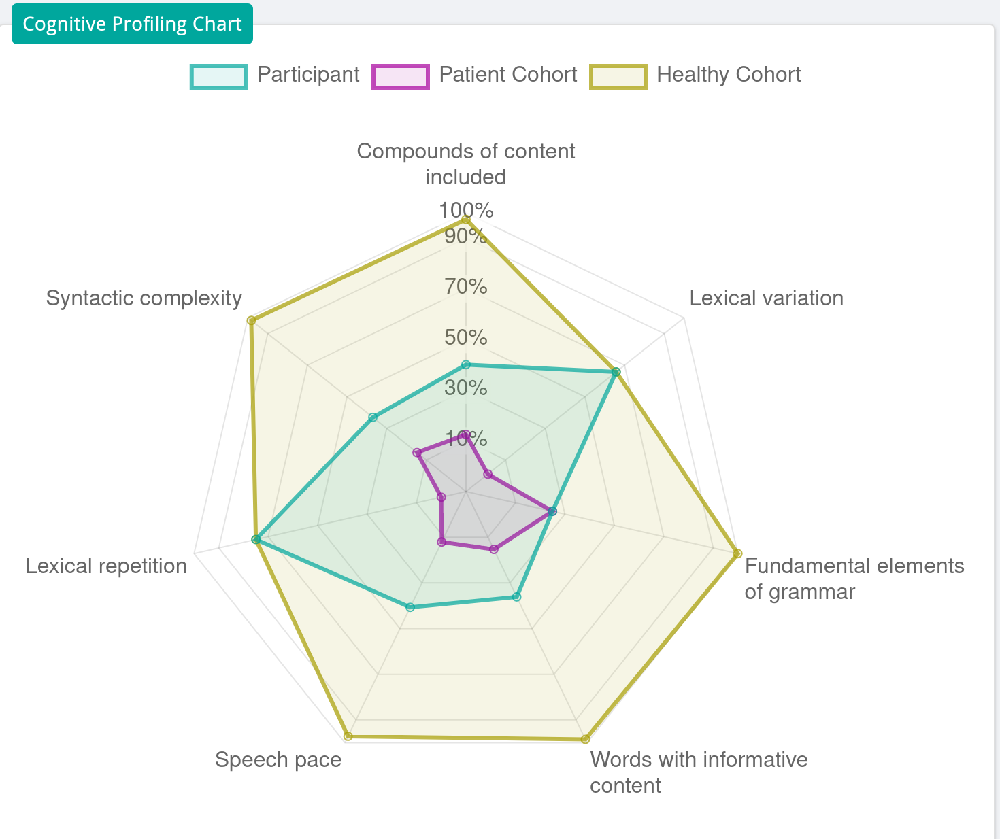 Cognitive Profiling Chart
Participant
Patient Cohort
Healthy Cohort
Compounds of content
included
100%
90%
70%
50%
30%
10%
Syntactic complexity
Lexical variation
Lexical repetition
Fundamental elements
of grammar
Speech pace
Words with informative
content